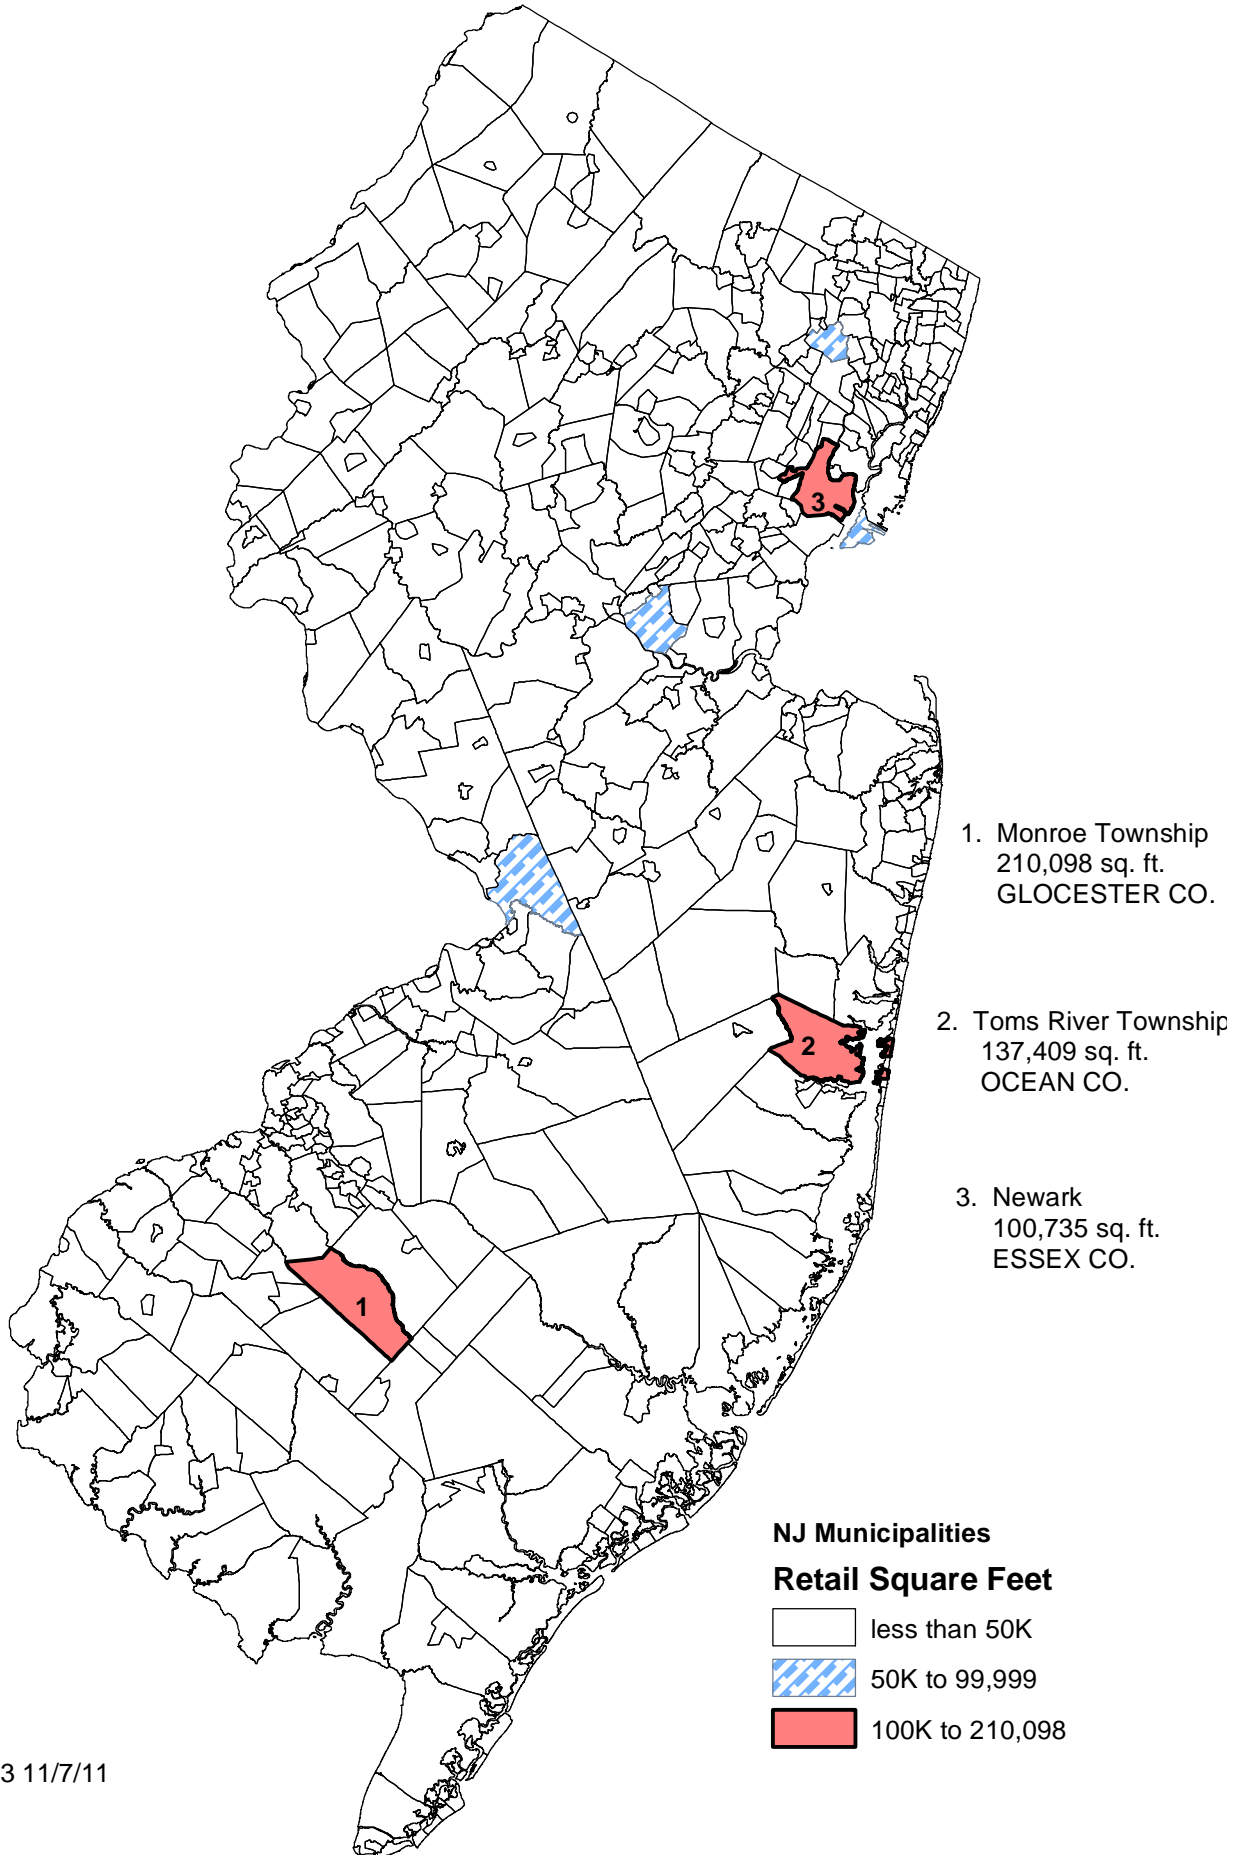 1. Monroe Township
210,098 sq. ft.
GLOCESTER CO.
2. Toms River Township
137,409 sq. ft.
OCEAN CO.
3. Newark
100,735 sq. ft.
ESSEX CO.
3
2
1
NJ Municipalities
Retail Square Feet
less than 50K
50K to 99,999
100K to 210,098
3 11/7/11